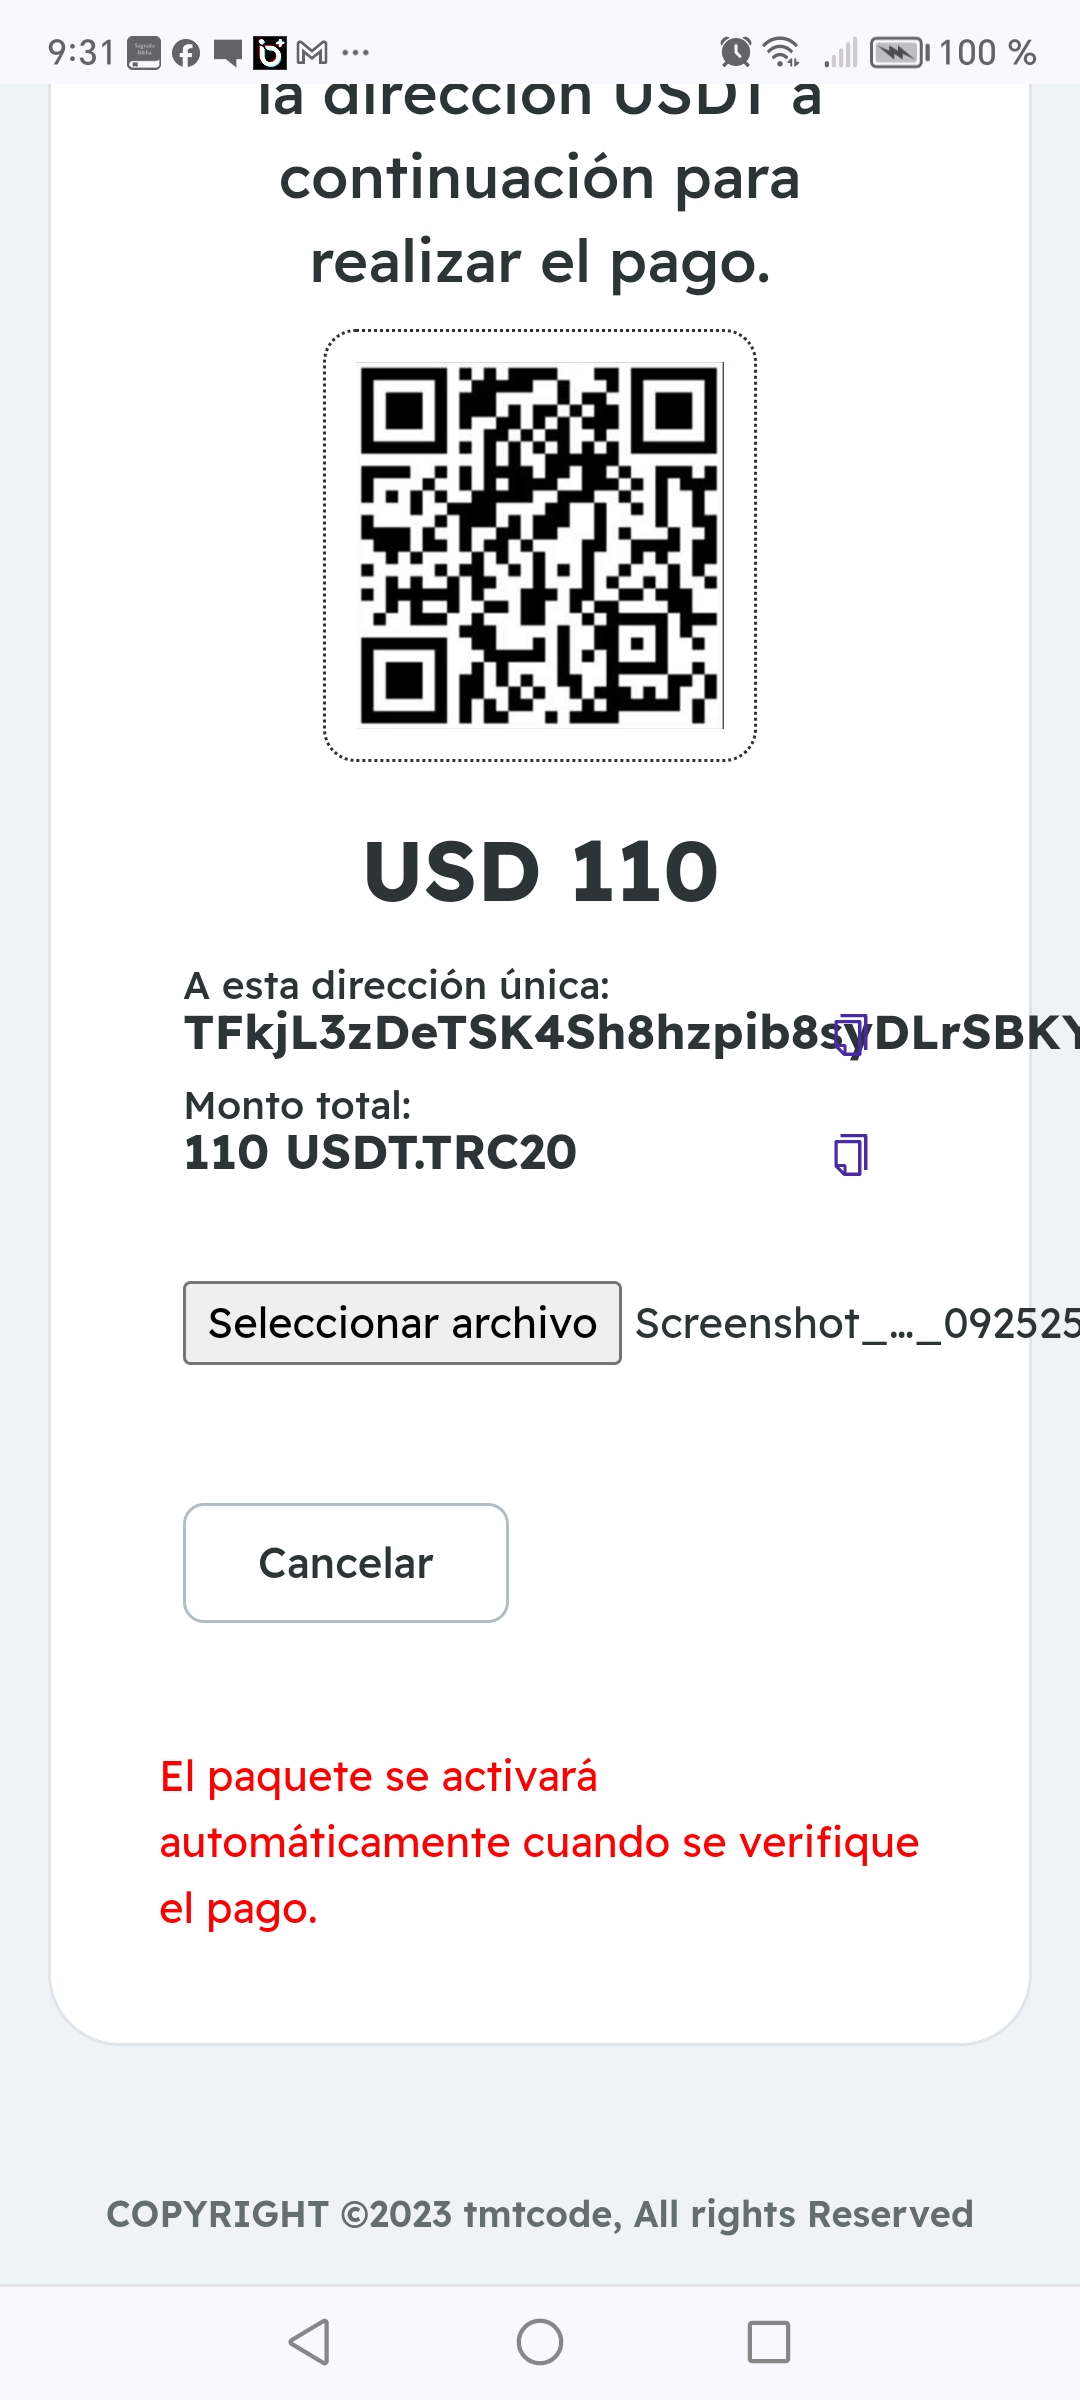 9:31
100 %
la dirección USDT a
continuación para
realizar el pago.
USD 110
A esta dirección única:
TFkjL3zDeTSK4Sh8hzpib8syDLrSBKY
Monto total:
110 USDT.TRC20
Seleccionar archivo Screenshot_..._092525
Cancelar
El paquete se activará
automáticamente cuando se verifique
el pago.
COPYRIGHT ©2023 tmtcode, All rights Reserved